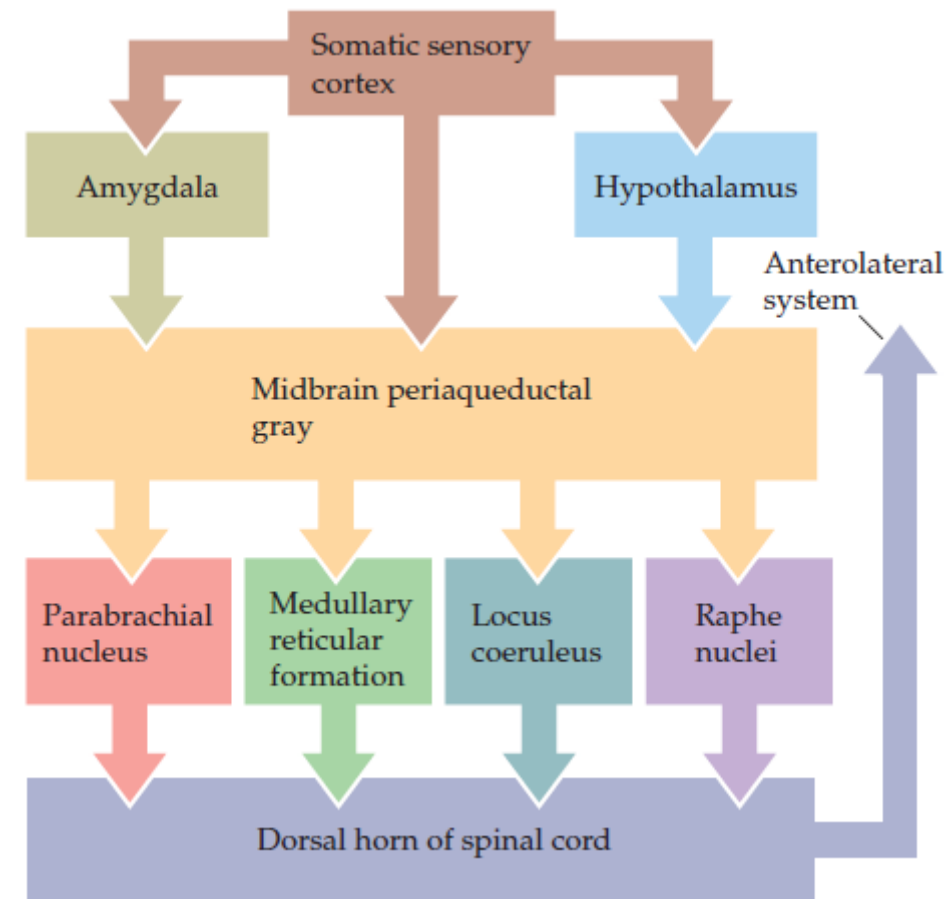 Somatic sensory
cortex
Amygdala
Hypothalamus
Anterolateral
system
Midbrain periaqueductal
gray
Parabrachial
nucleus
Medullary
reticular
formation
Locus
coeruleus
Raphe
nuclei
Dorsal horn of spinal cord